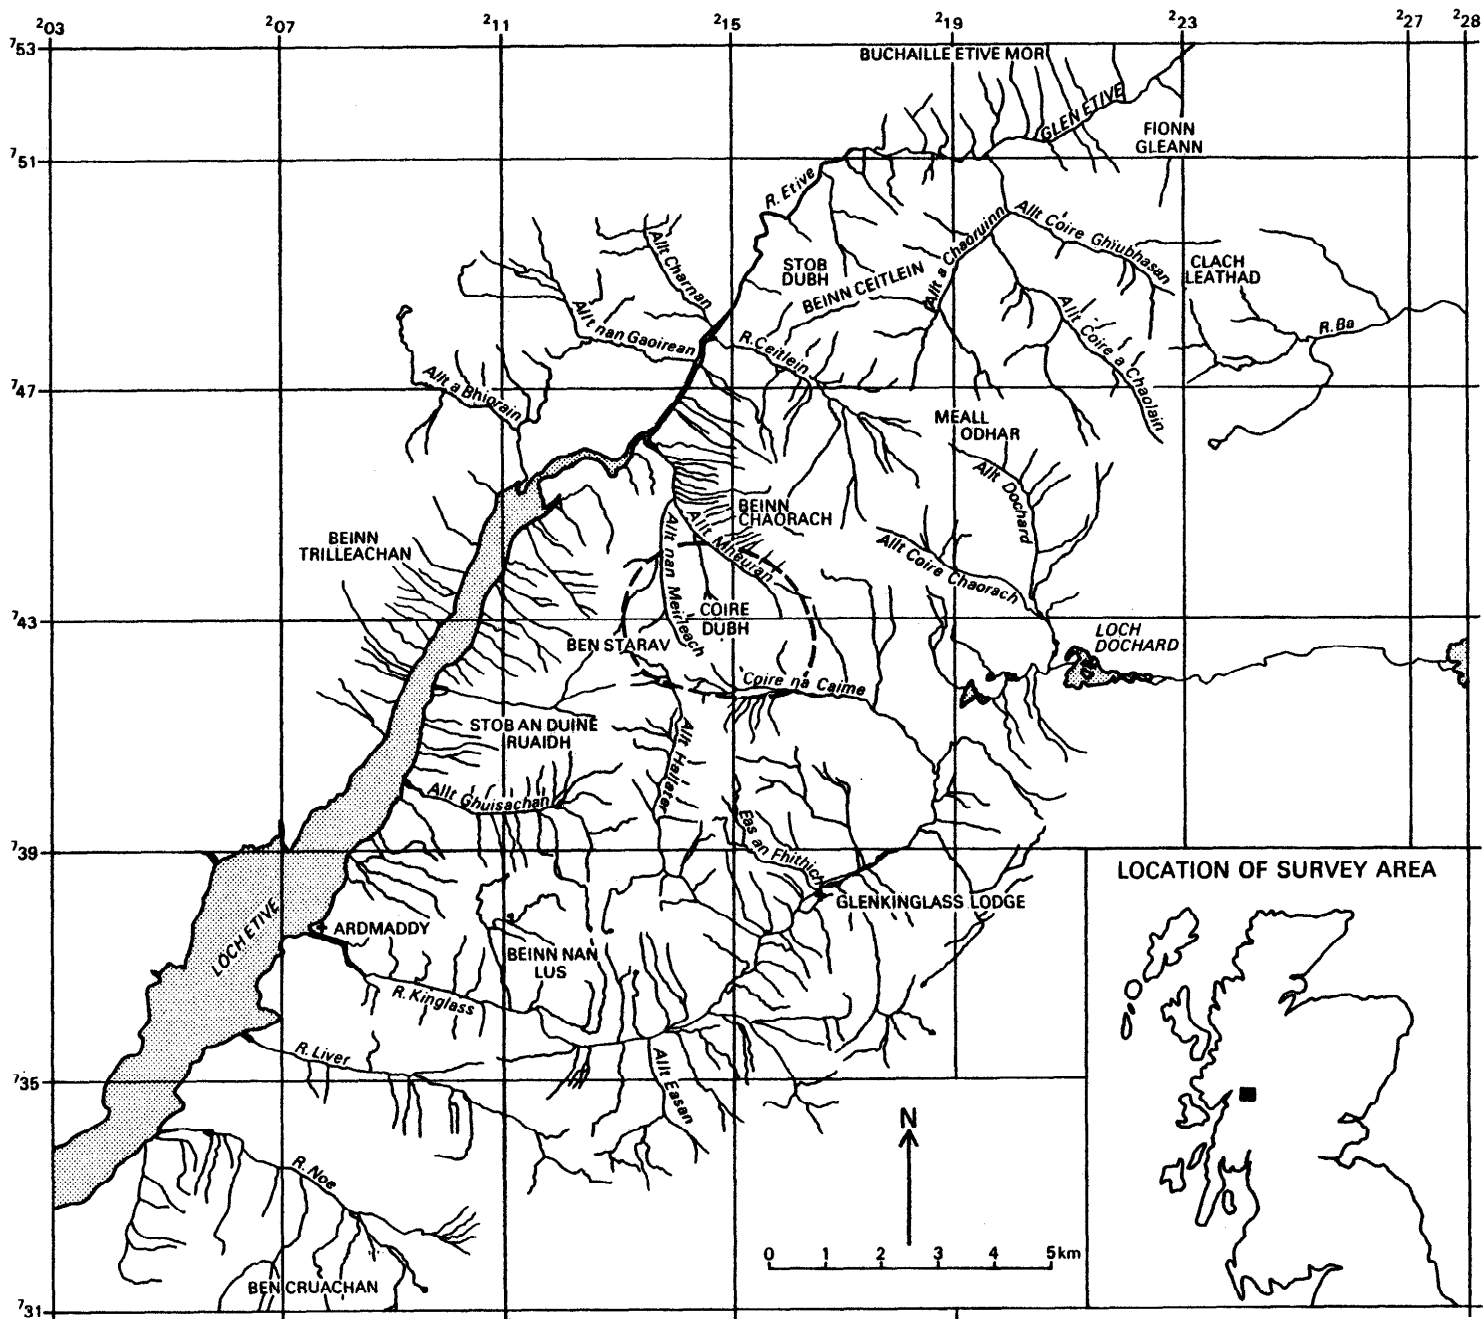 ²03 ²07 ²11 ²15 ²19 ²23 ²27 ²28
⁷53
BUCHAILLE ETIVE MOR
GLEN ETIVE
FIONN
GLEANN
⁷51
R. Etive
Allt Coire Ghiubhasan
Allt a Chaoruinn
Allt Charnan
STOB
DUBH
BEINN CEITLEIN
CLACH
LEATHAD
Allt nan Gaoirean
R. Ceitlein
Allt Coire a Chaolain
R. Ba
⁷47
Allt a Bhiorain
MEALL
ODHAR
Allt Dochard
BEINN
TRILLEACHAN
BEINN
CHAORACH
Allt nan Meirleach
Allt Mheuran
Allt Coire Chaorach
COIRE
DUBH
⁷43
BEN STARAV
LOCH
DOCHARD
Coire na Caime
STOB AN DUINE
RUAIDH
Allt Hallater
Allt Ghuisachan
Eas an Fhithich
⁷39
GLENKINGLASS LODGE
LOCATION OF SURVEY AREA
ARDMADDY
LOCH ETIVE
BEINN NAN
LUS
R. Kinglass
R. Liver
Allt Easan
⁷35
N
R. Noe
0 1 2 3 4 5km
BEN CRUACHAN
⁷31